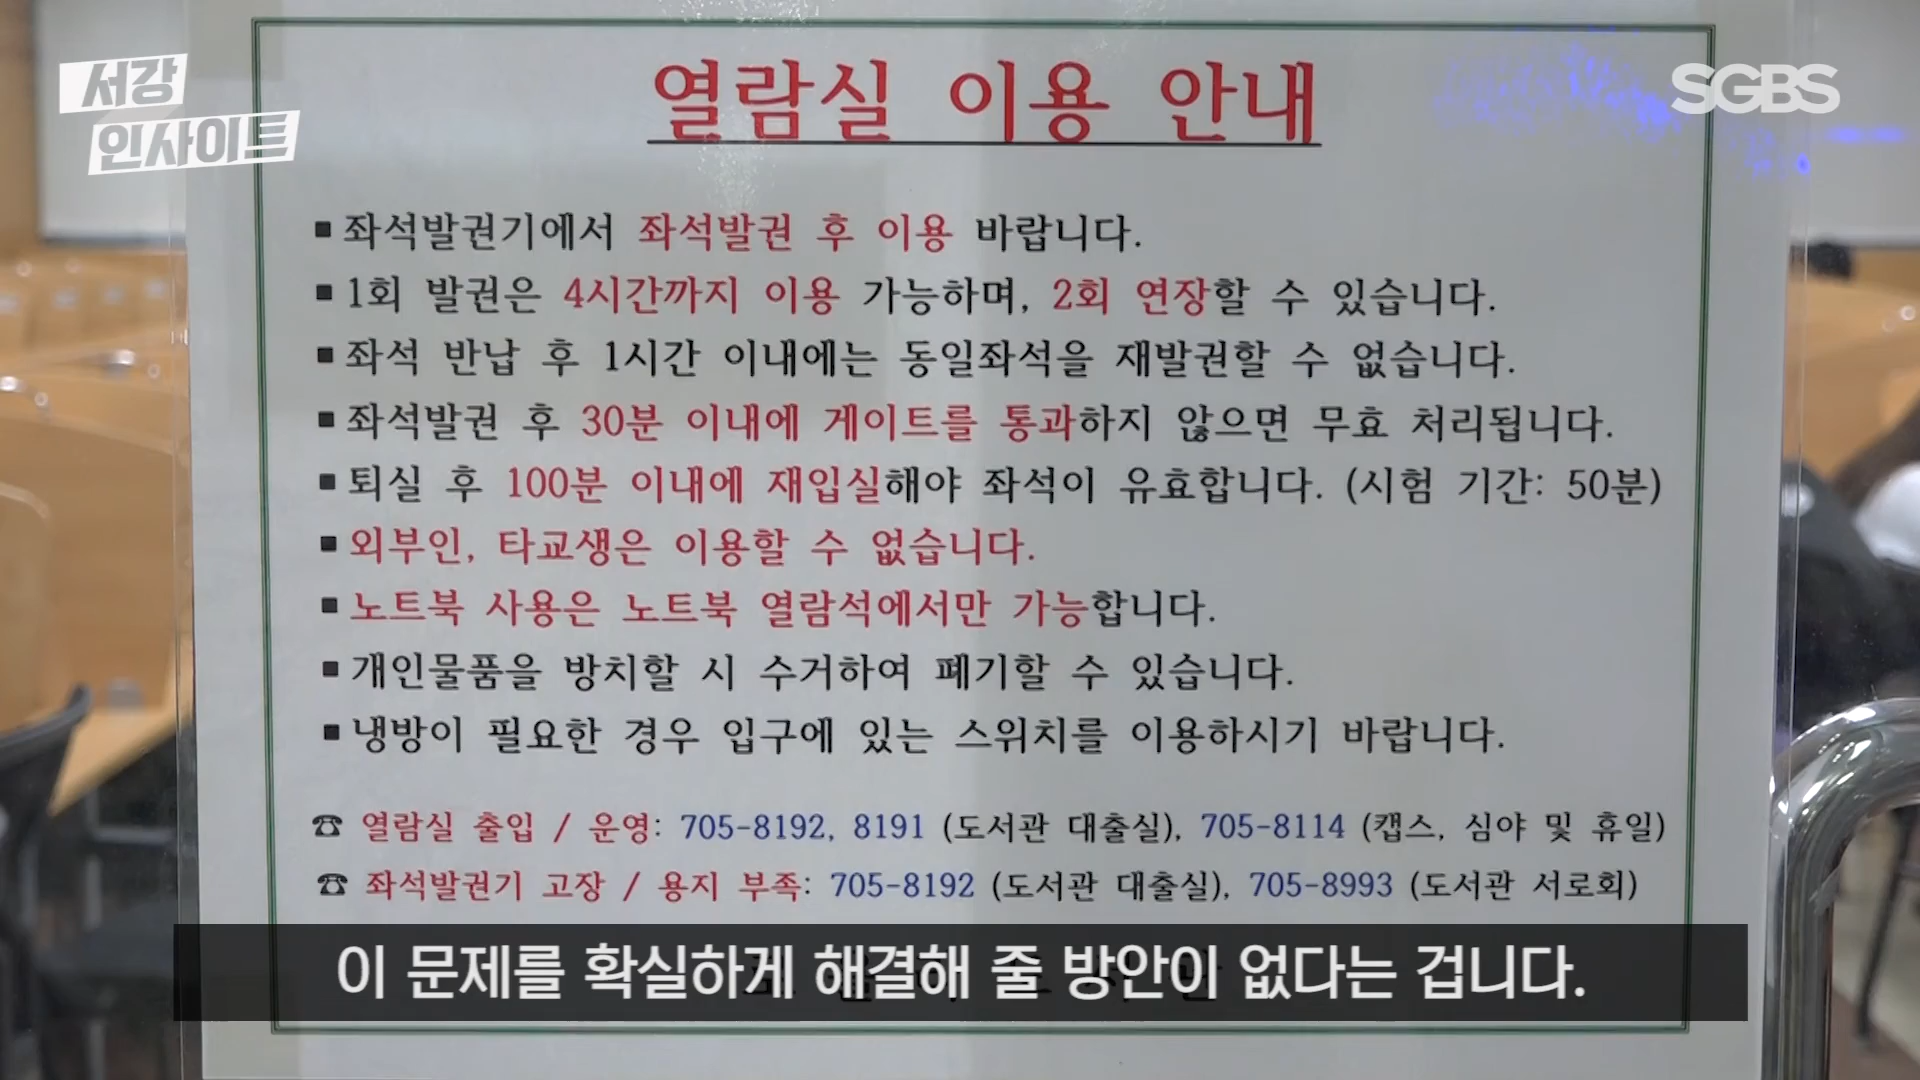 서강
인사이트
SGBS
열람실 이용 안내
▪ 좌석발권기에서 좌석발권 후 이용 바랍니다.
▪ 1회 발권은 4시간까지 이용 가능하며, 2회 연장할 수 있습니다.
▪ 좌석 반납 후 1시간 이내에는 동일좌석을 재발권할 수 없습니다.
▪ 좌석발권 후 30분 이내에 게이트를 통과하지 않으면 무효 처리됩니다.
▪ 퇴실 후 100분 이내에 재입실해야 좌석이 유효합니다. (시험 기간: 50분)
▪ 외부인, 타교생은 이용할 수 없습니다.
▪ 노트북 사용은 노트북 열람석에서만 가능합니다.
▪ 개인물품을 방치할 시 수거하여 폐기할 수 있습니다.
▪ 냉방이 필요한 경우 입구에 있는 스위치를 이용하시기 바랍니다.
☎ 열람실 출입 / 운영: 705-8192, 8191 (도서관 대출실), 705-8114 (캡스, 심야 및 휴일)
☎ 좌석발권기 고장 / 용지 부족: 705-8192 (도서관 대출실), 705-8993 (도서관 서로회)
이 문제를 확실하게 해결해 줄 방안이 없다는 겁니다.